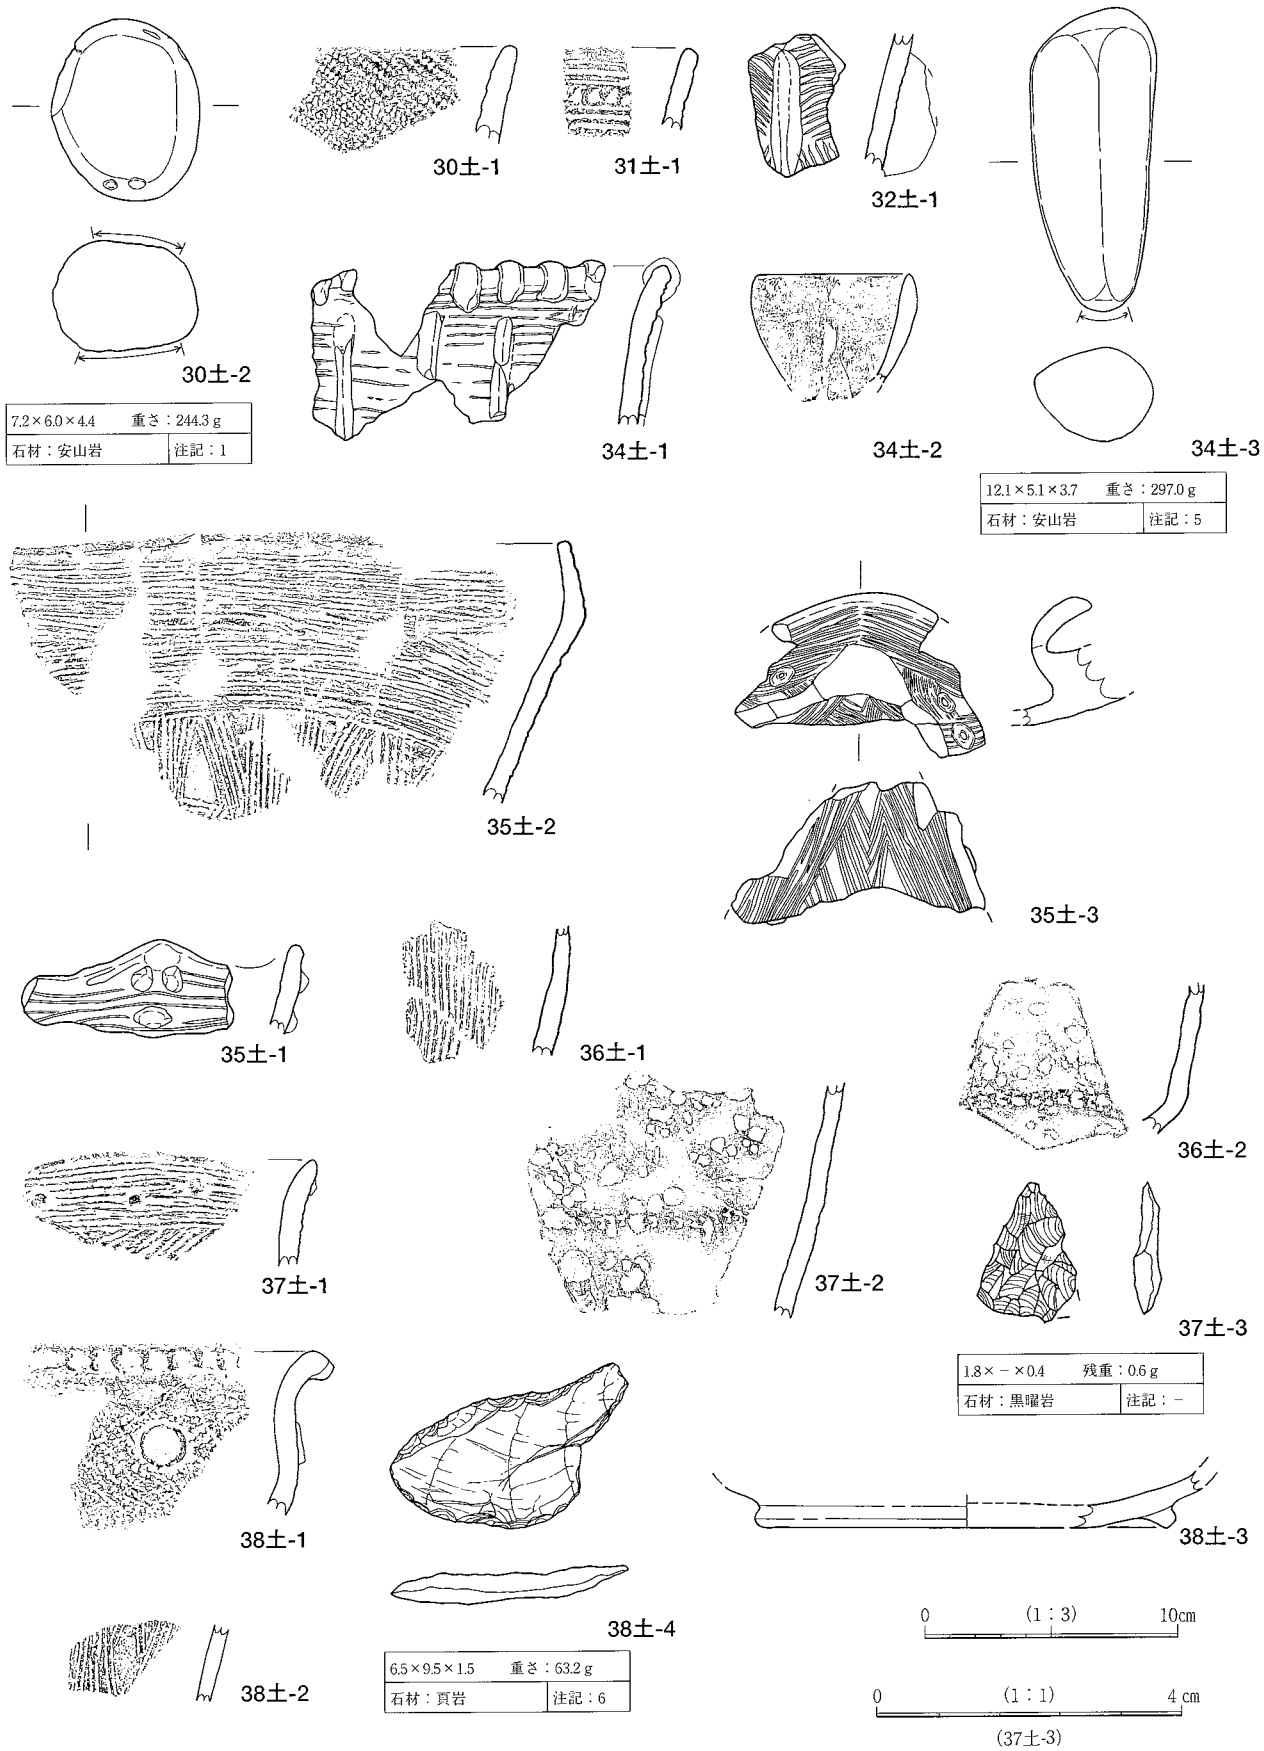 30土-1
31土-1
32土-1
30土-2
7.2×6.0×4.4 重さ：244.3g
石材：安山岩 注記：1
34土-1
34土-2
34土-3
12.1×5.1×3.7 重さ：297.0g
石材：安山岩 注記：5
35土-2
35土-3
35土-1
36土-1
36土-2
37土-1
37土-2
37土-3
1.8×－×0.4 残重：0.6g
石材：黒曜岩 注記：－
38土-1
38土-3
38土-4
6.5×9.5×1.5 重さ：63.2g
石材：頁岩 注記：6
38土-2
0 (1：3) 10cm
0 (1：1) 4cm
(37土-3)